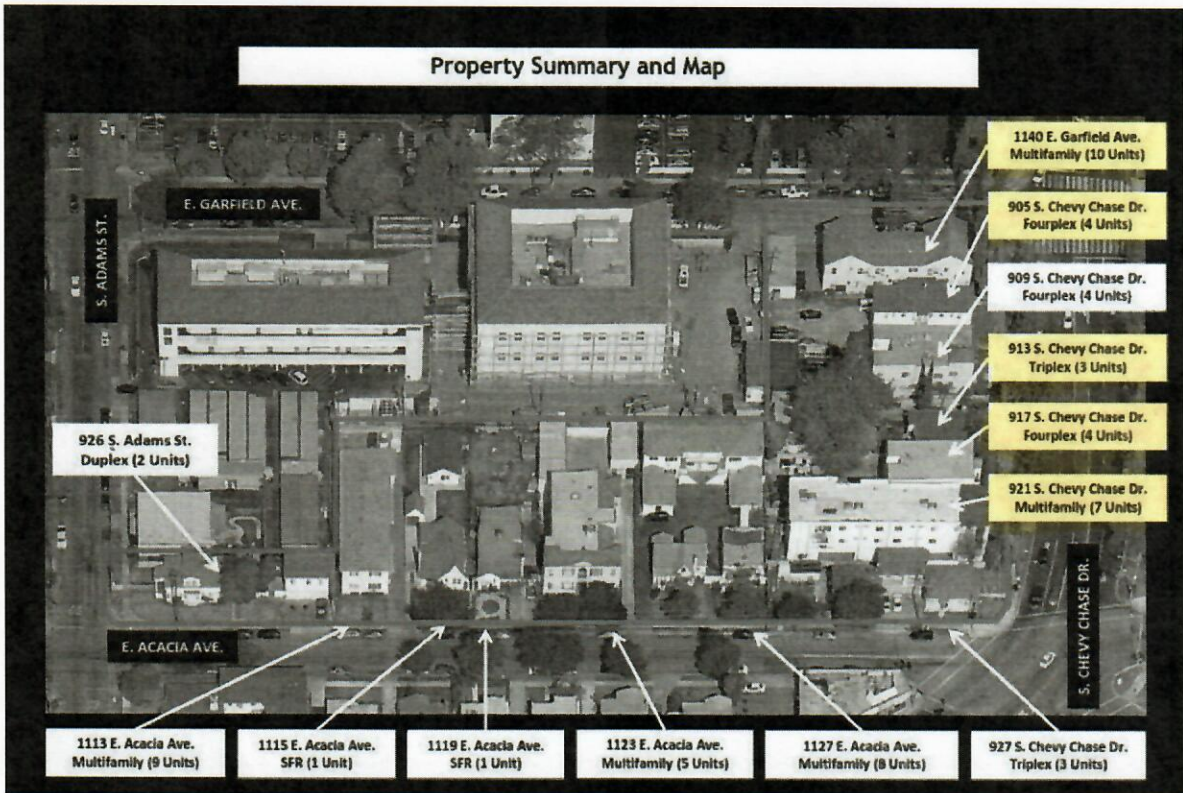 Property Summary and Map
1140 E. Garfield Ave.
Multifamily (10 Units)
E. GARFIELD AVE.
905 S. Chevy Chase Dr.
Fourplex (4 Units)
S. ADAMS ST.
909 S. Chevy Chase Dr.
Fourplex (4 Units)
913 S. Chevy Chase Dr.
Triplex (3 Units)
917 S. Chevy Chase Dr.
Fourplex (4 Units)
926 S. Adams St.
Duplex (2 Units)
921 S. Chevy Chase Dr.
Multifamily (7 Units)
S. CHEVY CHASE DR.
E. ACACIA AVE.
1113 E. Acacia Ave.
Multifamily (9 Units)
1115 E. Acacia Ave.
SFR (1 Unit)
1119 E. Acacia Ave.
SFR (1 Unit)
1123 E. Acacia Ave.
Multifamily (5 Units)
1127 E. Acacia Ave.
Multifamily (8 Units)
927 S. Chevy Chase Dr.
Triplex (3 Units)